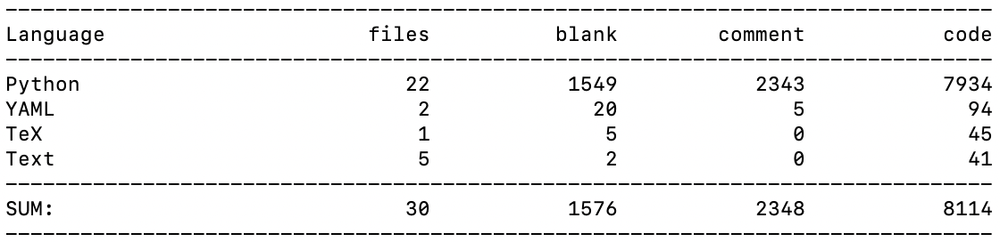 Language files blank comment code
Python 22 1549 2343 7934
YAML 2 20 5 94
TeX 1 5 0 45
Text 5 2 0 41
SUM: 30 1576 2348 8114